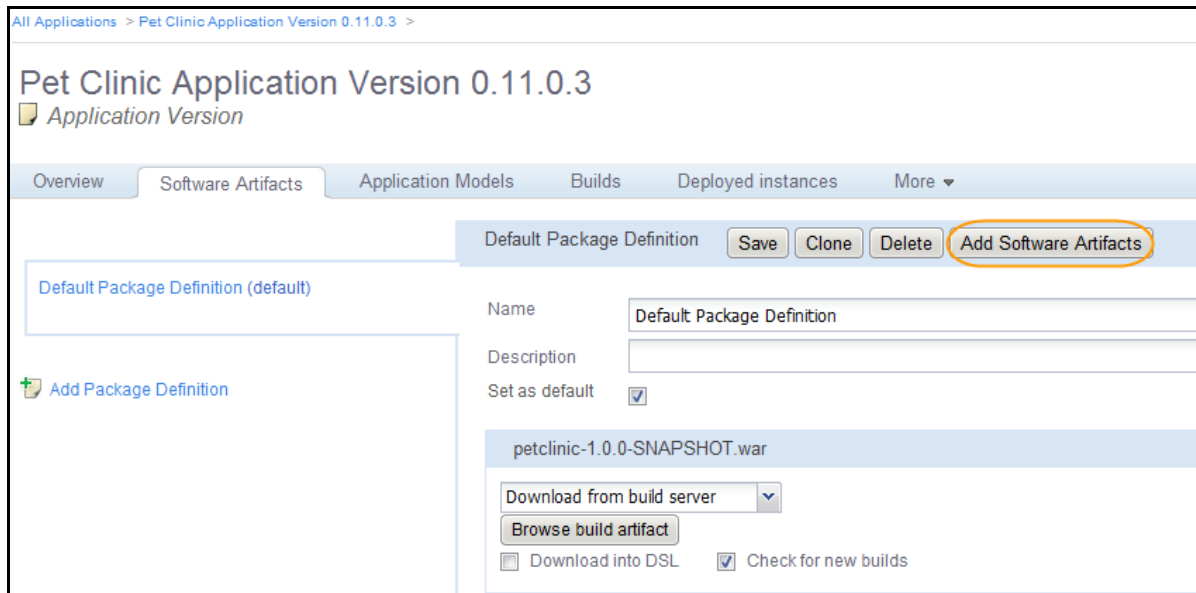 All Applications > Pet Clinic Application Version 0.11.0.3 >
Pet Clinic Application Version 0.11.0.3
Application Version
Overview Software Artifacts Application Models Builds Deployed instances More
Default Package Definition Save Clone Delete Add Software Artifacts
Default Package Definition (default)
Name Default Package Definition
Description
Add Package Definition
Set as default
petclinic-1.0.0-SNAPSHOT.war
Download from build server
Browse build artifact
Download into DSL Check for new builds